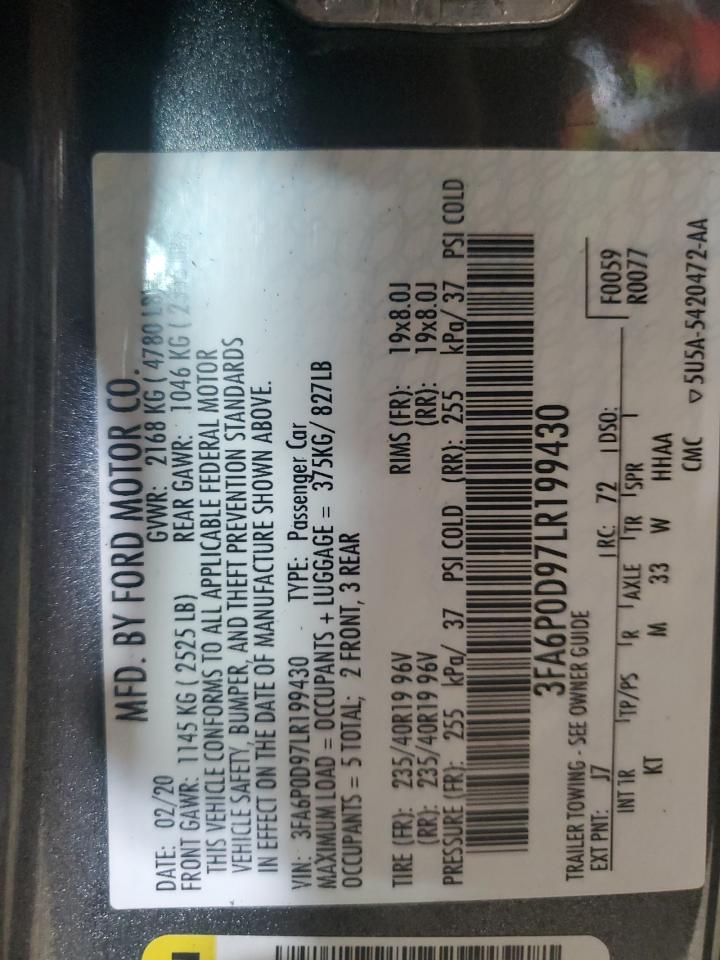 MFD. BY FORD MOTOR CO.
DATE: 02/20 GVWR: 2168 KG ( 4780
FRONT GAWR: 1145 KG ( 2525 LB) REAR GAWR: 1046 KG (
THIS VEHICLE CONFORMS TO ALL APPLICABLE FEDERAL MOTOR
VEHICLE SAFETY, BUMPER, AND THEFT PREVENTION STANDARDS
IN EFFECT ON THE DATE OF MANUFACTURE SHOWN ABOVE.
VIN: 3FA6P0D97LR199430 TYPE: Passenger Car
MAXIMUM LOAD = OCCUPANTS + LUGGAGE = 375KG/ 827LB
OCCUPANTS = 5 TOTAL; 2 FRONT, 3 REAR
TIRE (FR): 235/40R19 96V RIMS (FR): 19x8.0J
(RR): 235/40R19 96V (RR): 19x8.0J
PRESSURE (FR): 255 kPa/ 37 PSI COLD (RR): 255 kPa/ 37 PSI COLD
3FA6P0D97LR199430
TRAILER TOWING - SEE OWNER GUIDE
EXT PNT: J7 RC: 72 DSO: F0059
R0077
INT TR TP/PS R AXLE TR SPR
KT M 33 W HHAA
CMC ▽5U5A-5420472-AA